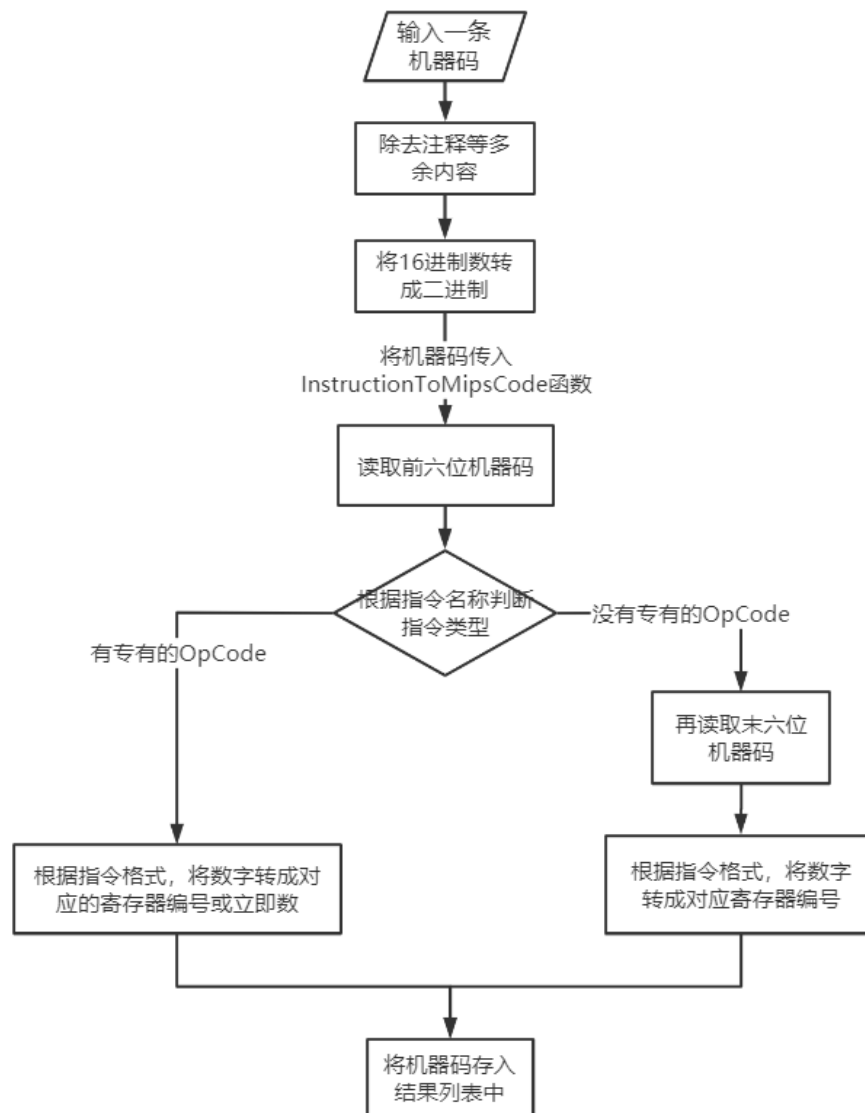 输入一条
机器码
除去注释等多
余内容
将16进制数转
成二进制
将机器码传入
InstructionToMipsCode函数
读取前六位机器码
根据指令名称判断
指令类型
没有专有的OpCode
有专有的OpCode
再读取末六位
机器码
根据指令格式，将数字转成对
应的寄存器编号或立即数
根据指令格式，将数字
转成对应寄存器编号
将机器码存入
结果列表中